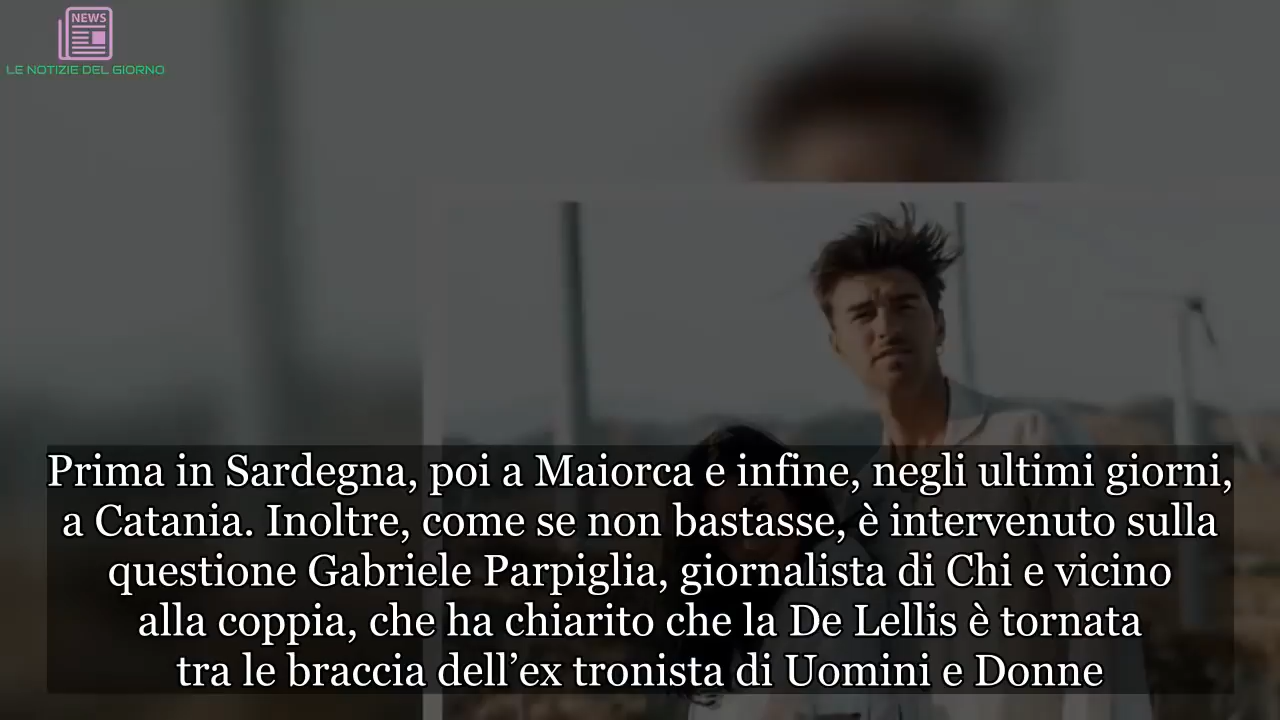 NEWS
LE NOTIZIE DEL GIORNO
Prima in Sardegna, poi a Maiorca e infine, negli ultimi giorni,
a Catania. Inoltre, come se non bastasse, è intervenuto sulla
questione Gabriele Parpiglia, giornalista di Chi e vicino
alla coppia, che ha chiarito che la De Lellis è tornata
tra le braccia dell’ex tronista di Uomini e Donne